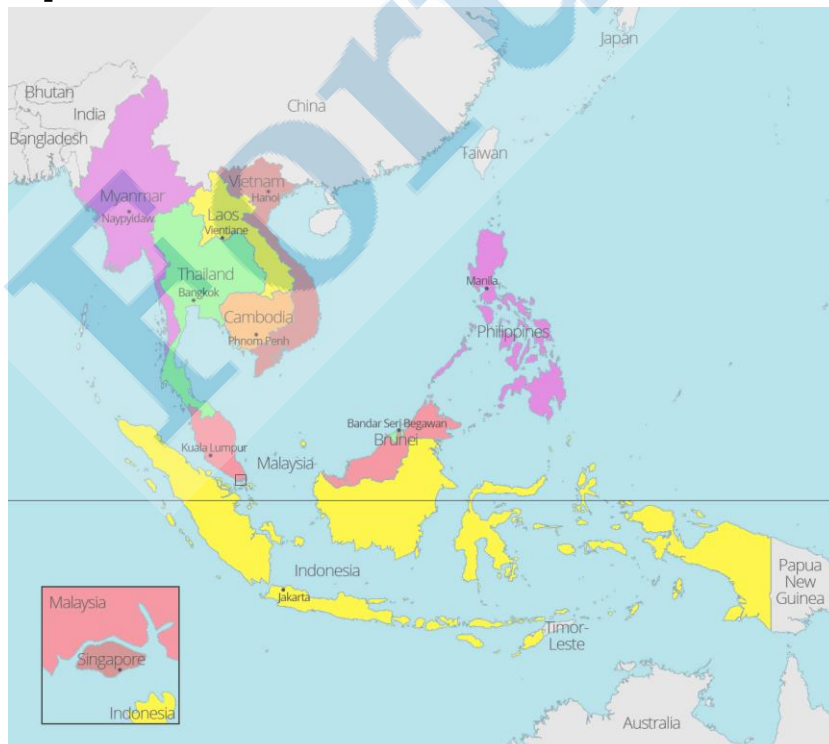 Japan
Bhutan
India
China
Bangladesh
Taiwan
Vietnam
Hanoi
Myanmar
Naypyidaw
Laos
Vientiane
Thailand
Bangkok
Manila
Cambodia
Phnom Penh
Philippines
Bandar Seri Begawan
Brunei
Kuala Lumpur
Malaysia
Indonesia
Jakarta
Papua
New
Guinea
Timor-
Leste
Malaysia
Singapore
Indonesia
Australia